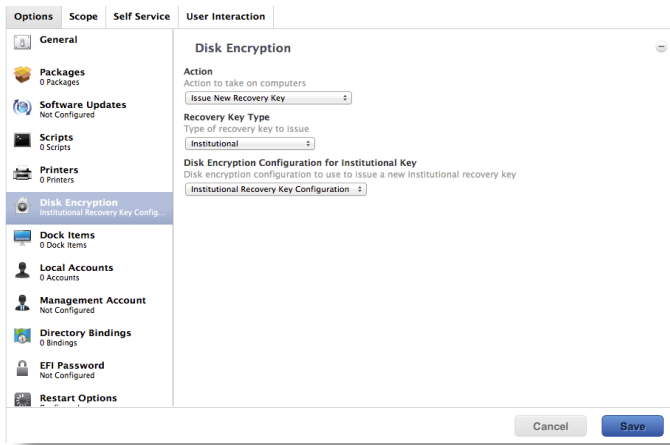 Options Scope Self Service User Interaction
General
Packages
0 Packages
Software Updates
Not Configured
Scripts
0 Scripts
Printers
0 Printers
Disk Encryption
Institutional Recovery Key Config...
Dock Items
0 Dock Items
Local Accounts
0 Accounts
Management Account
Not Configured
Directory Bindings
0 Bindings
EFI Password
Not Configured
Restart Options
Disk Encryption
Action
Action to take on computers
Issue New Recovery Key
Recovery Key Type
Type of recovery key to issue
Institutional
Disk Encryption Configuration for Institutional Key
Disk encryption configuration to use to issue a new institutional recovery key
Institutional Recovery Key Configuration
Cancel Save